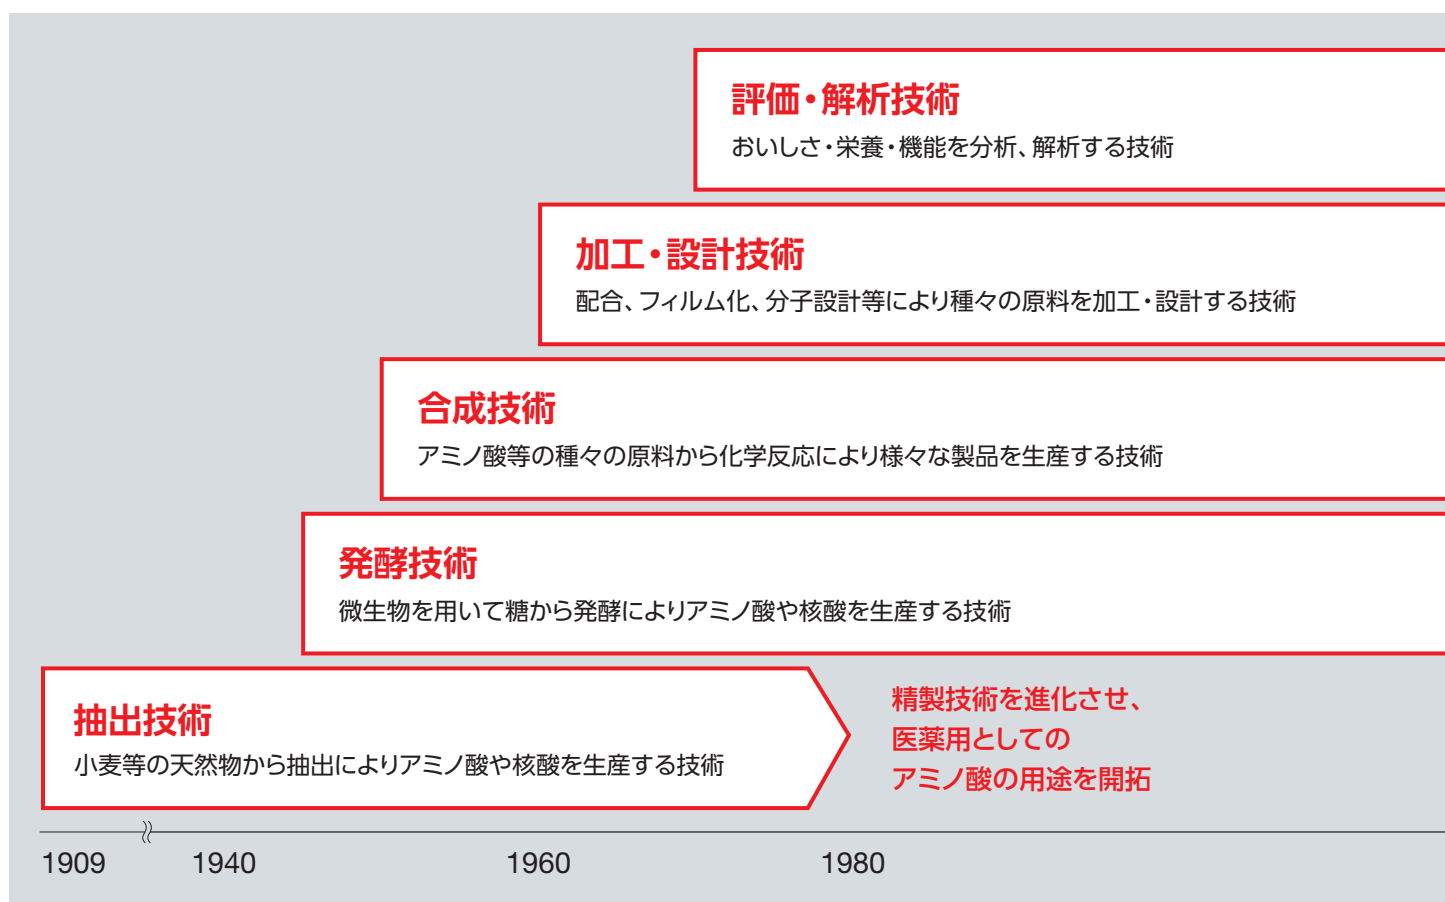 評価・解析技術
おいしさ・栄養・機能を分析、解析する技術
加工・設計技術
配合、フィルム化、分子設計等により種々の原料を加工・設計する技術
合成技術
アミノ酸等の種々の原料から化学反応により様々な製品を生産する技術
発酵技術
微生物を用いて糖から発酵によりアミノ酸や核酸を生産する技術
抽出技術
小麦等の天然物から抽出によりアミノ酸や核酸を生産する技術
精製技術を進化させ、
医薬用としての
アミノ酸の用途を開拓
1909 1940 1960 1980